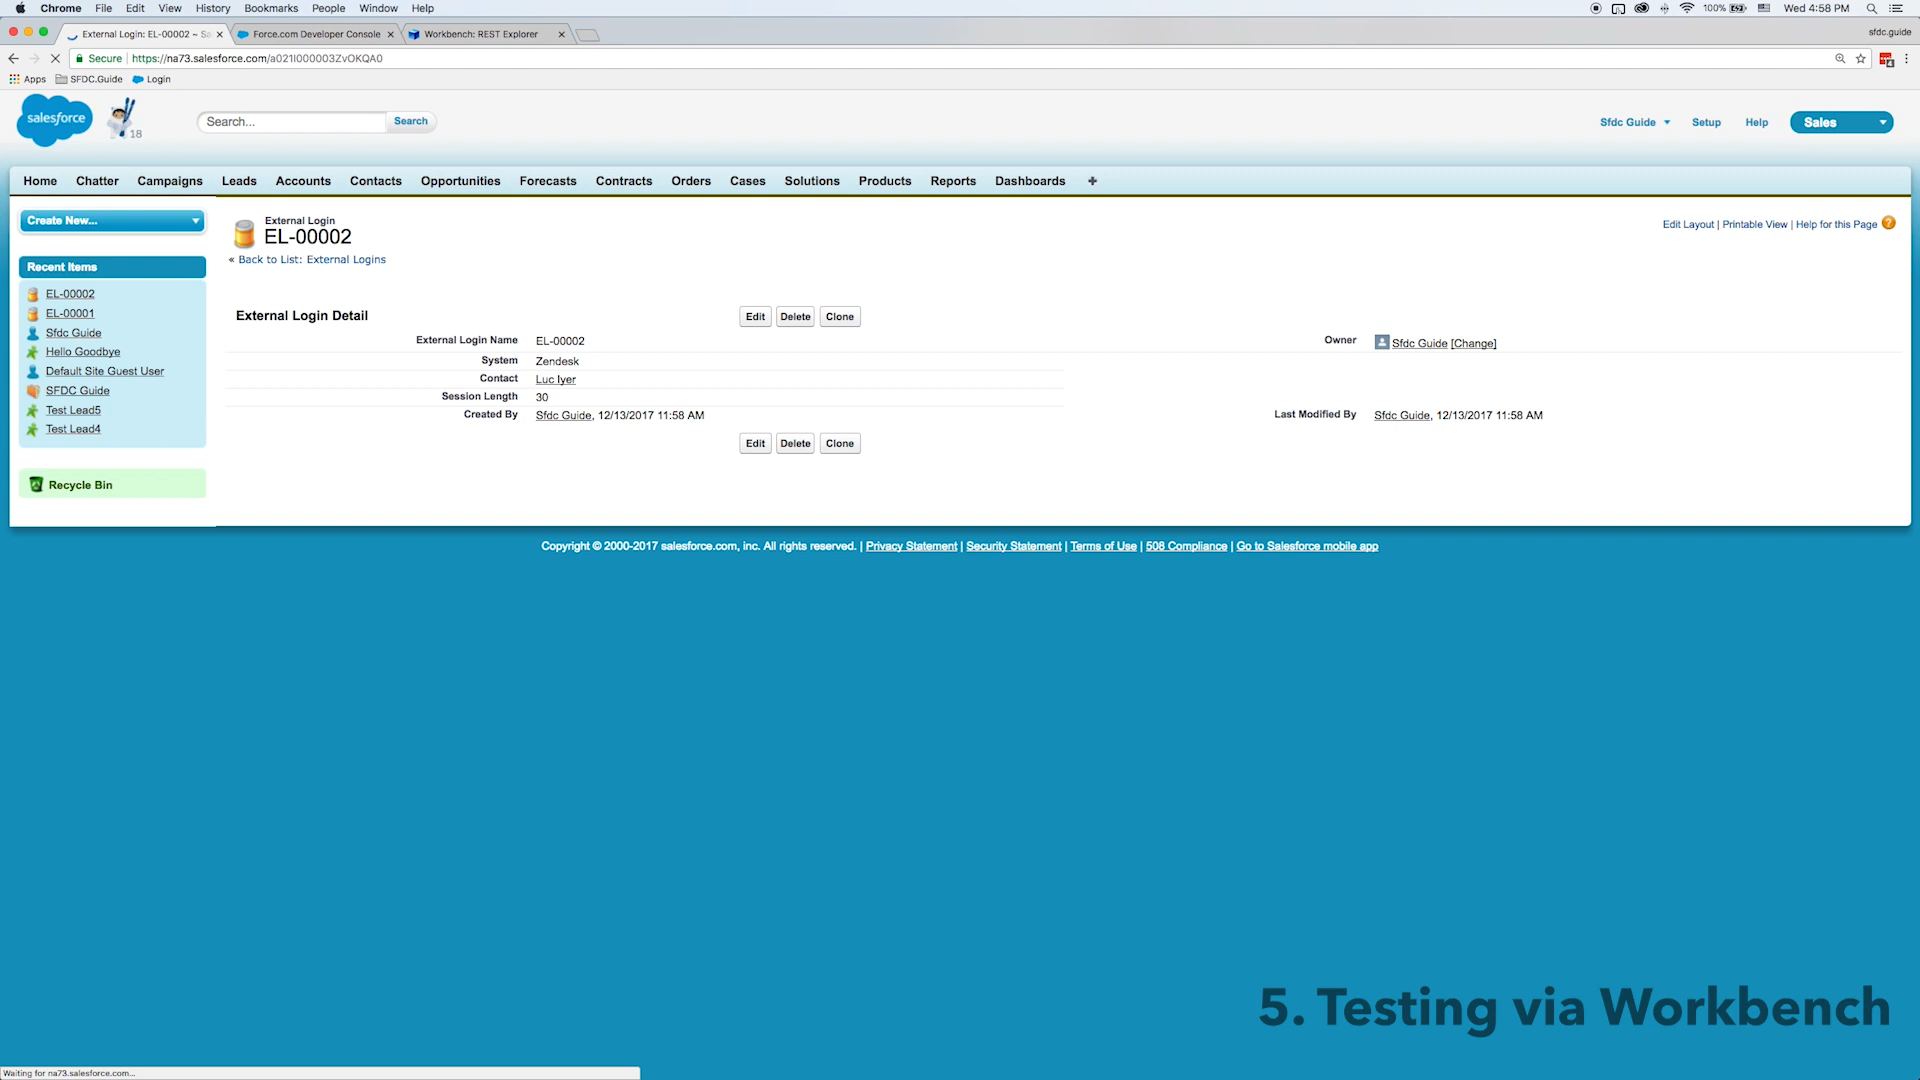 Chrome File Edit View History Bookmarks People Window Help 100% Wed 4:58 PM
External Login: EL-00002 ~ Sa Force.com Developer Console Workbench: REST Explorer sfdc.guide
Secure https://na73.salesforce.com/a021I000003ZvOKQA0
Apps SFDC.Guide Login
salesforce 18 Search... Search Sfdc Guide Setup Help Sales
Home Chatter Campaigns Leads Accounts Contacts Opportunities Forecasts Contracts Orders Cases Solutions Products Reports Dashboards
Create New...
Recent Items
EL-00002
EL-00001
Sfdc Guide
Hello Goodbye
Default Site Guest User
SFDC Guide
Test Lead5
Test Lead4
Recycle Bin
External Login
EL-00002
« Back to List: External Logins
Edit Layout | Printable View | Help for this Page ?
External Login Detail Edit Delete Clone
External Login Name EL-00002 Owner Sfdc Guide [Change]
System Zendesk
Contact Luc Iyer
Session Length 30
Created By Sfdc Guide, 12/13/2017 11:58 AM Last Modified By Sfdc Guide, 12/13/2017 11:58 AM
Edit Delete Clone
Copyright © 2000-2017 salesforce.com, inc. All rights reserved. | Privacy Statement | Security Statement | Terms of Use | 508 Compliance | Go to Salesforce mobile app
5. Testing via Workbench
Waiting for na73.salesforce.com...